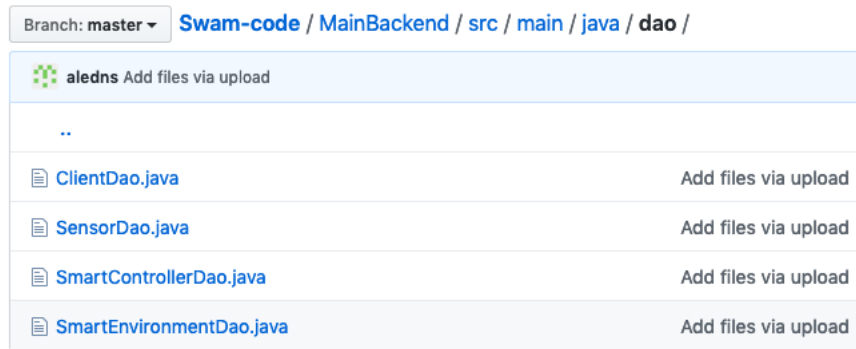 Branch: master Swam-code / MainBackend / src / main / java / dao /
aledns Add files via upload
..
ClientDao.java Add files via upload
SensorDao.java Add files via upload
SmartControllerDao.java Add files via upload
SmartEnvironmentDao.java Add files via upload